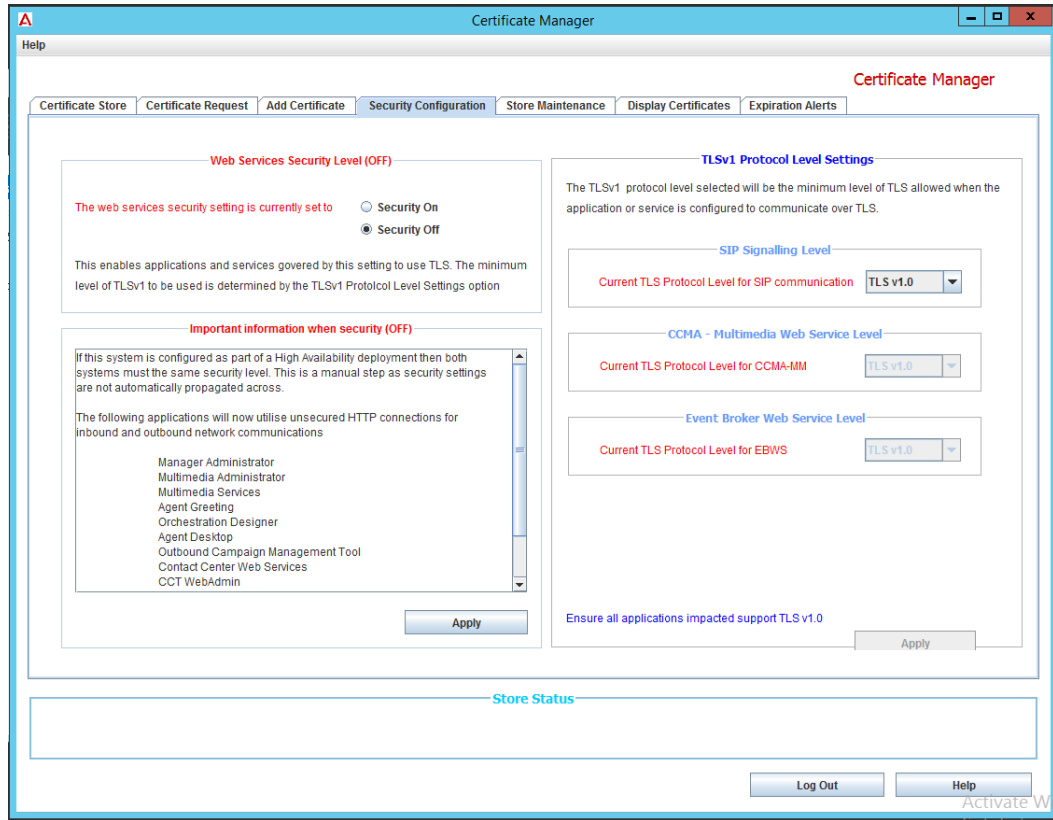 Certificate Manager
Help
Certificate Manager
Certificate Store
Certificate Request
Add Certificate
Security Configuration
Store Maintenance
Display Certificates
Expiration Alerts
Web Services Security Level (OFF)
The web services security setting is currently set to
Security On
Security Off
This enables applications and services govered by this setting to use TLS. The minimum
level of TLSv1 to be used is determined by the TLSv1 Protolcol Level Settings option
Important information when security (OFF)
If this system is configured as part of a High Availability deployment then both
systems must the same security level. This is a manual step as security settings
are not automatically propagated across.
The following applications will now utilise unsecured HTTP connections for
inbound and outbound network communications
Manager Administrator
Multimedia Administrator
Multimedia Services
Agent Greeting
Orchestration Designer
Agent Desktop
Outbound Campaign Management Tool
Contact Center Web Services
CCT WebAdmin
Apply
TLSv1 Protocol Level Settings
The TLSv1 protocol level selected will be the minimum level of TLS allowed when the
application or service is configured to communicate over TLS.
SIP Signalling Level
Current TLS Protocol Level for SIP communication
TLS v1.0
CCMA - Multimedia Web Service Level
Current TLS Protocol Level for CCMA-MM
TLS v1.0
Event Broker Web Service Level
Current TLS Protocol Level for EBWS
TLS v1.0
Ensure all applications impacted support TLS v1.0
Apply
Store Status
Log Out
Help
Activate W